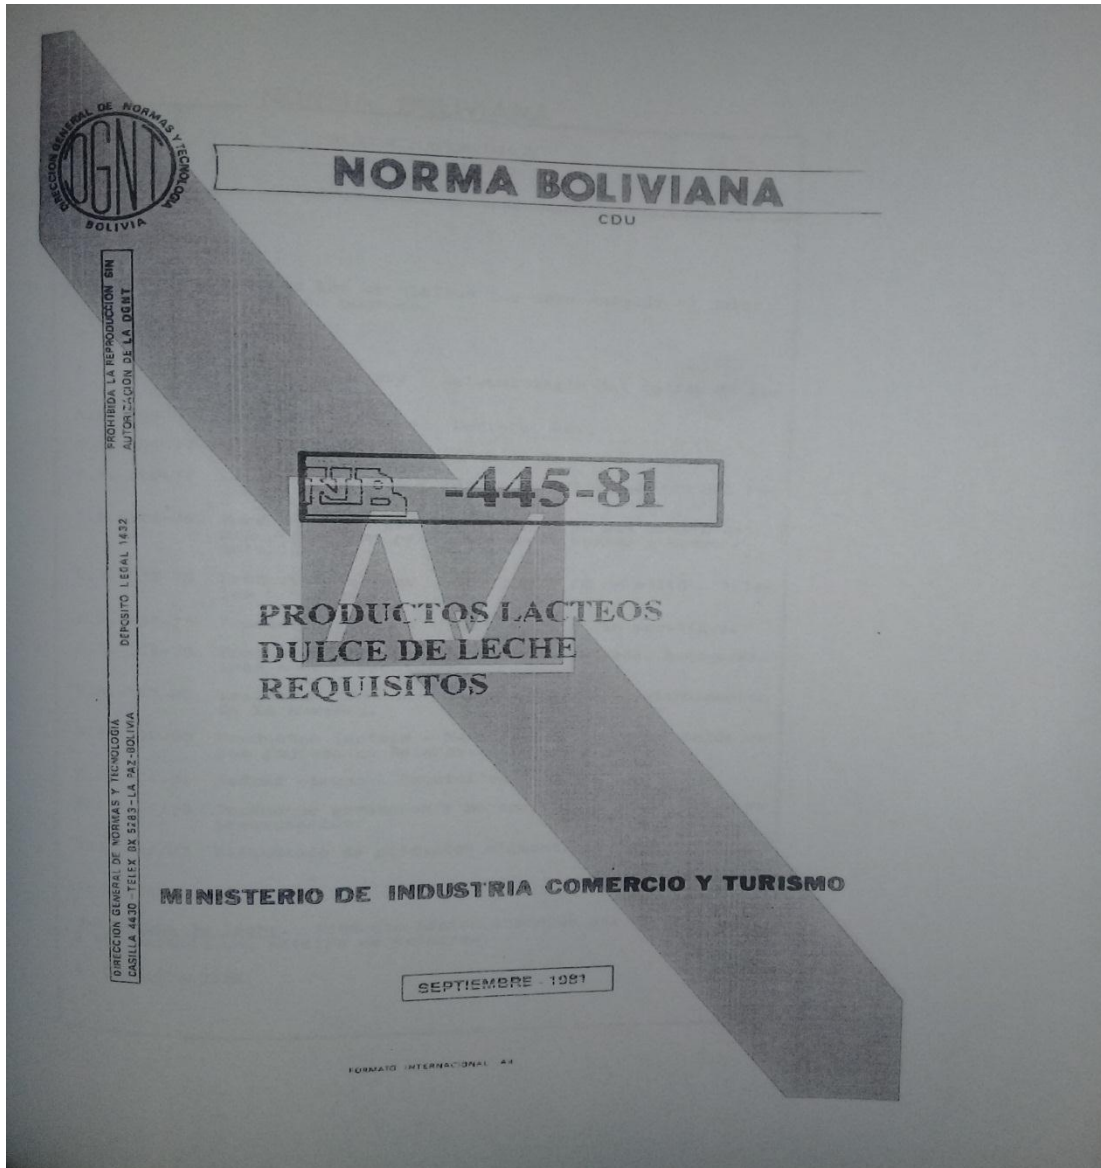 DIRECCION GENERAL DE NORMAS Y TECNOLOGIA
DGNT
BOLIVIA
NORMA BOLIVIANA
CDU
PROHIBIDA LA REPRODUCCION SIN
AUTORIZACION DE LA DGNT
DEPOSITO LEGAL 1432
DIRECCION GENERAL DE NORMAS Y TECNOLOGIA
CASILLA 4430 - TELEX BX 5283 - LA PAZ - BOLIVIA
NB -445-81
PRODUCTOS LACTEOS
DULCE DE LECHE
REQUISITOS
MINISTERIO DE INDUSTRIA COMERCIO Y TURISMO
SEPTIEMBRE - 1981
FORMATO INTERNACIONAL A4